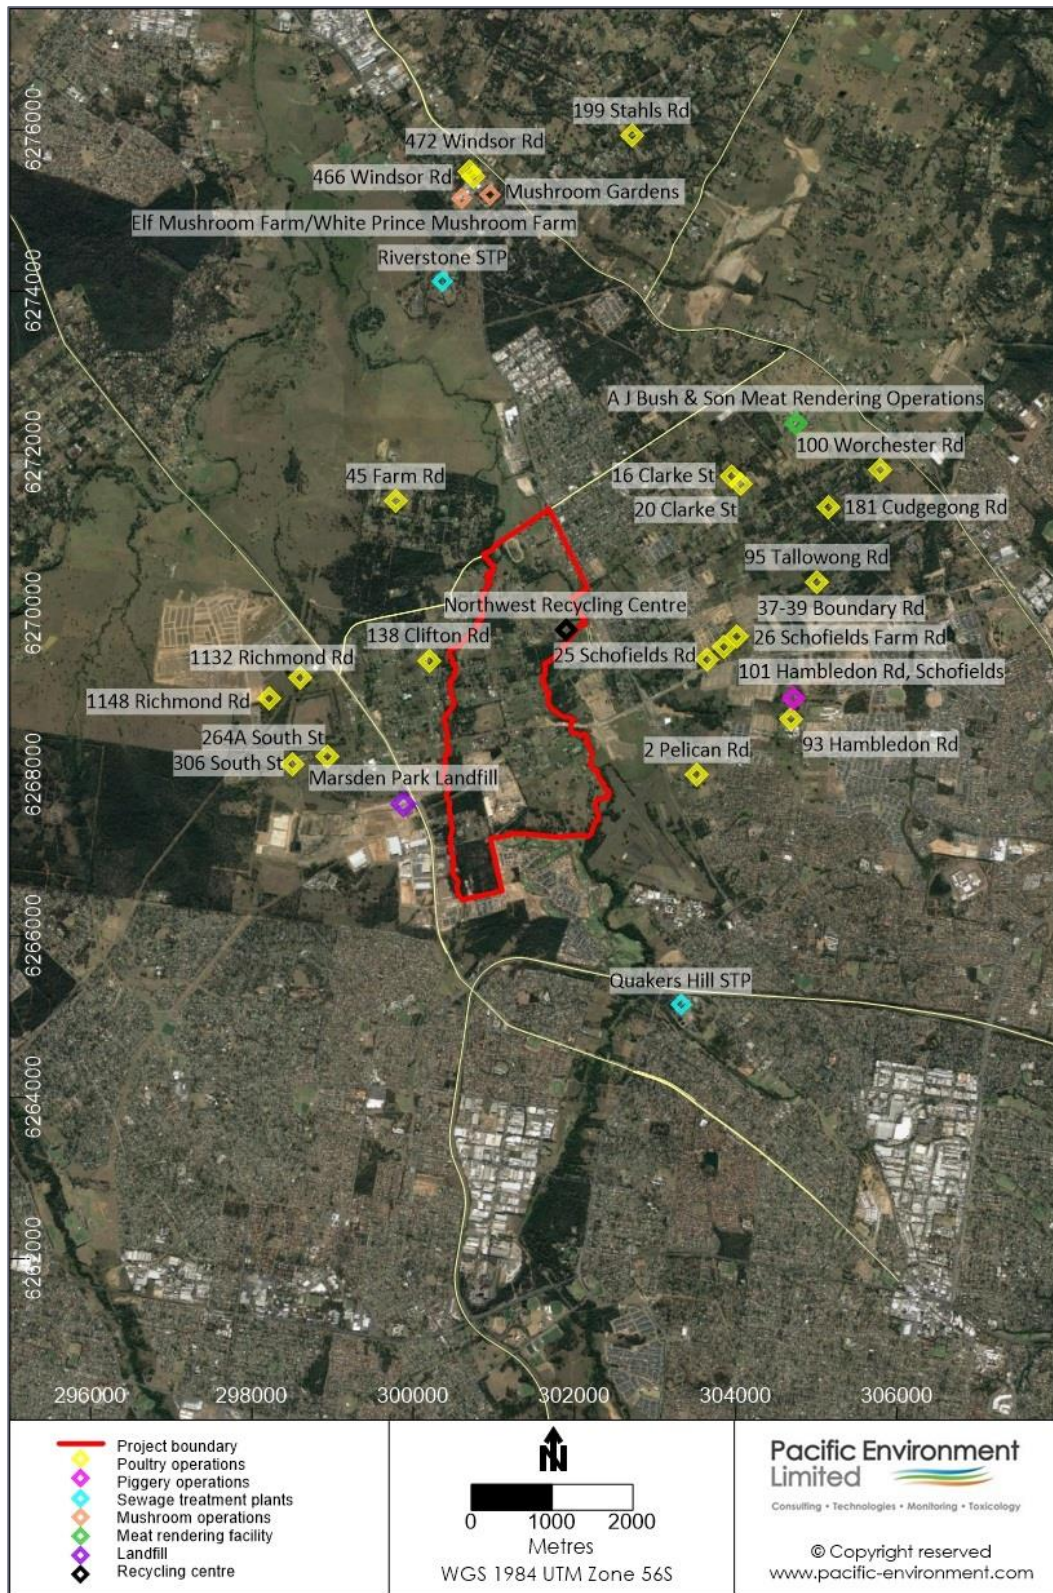 199 Stahls Rd
472 Windsor Rd
466 Windsor Rd
Mushroom Gardens
Elf Mushroom Farm/White Prince Mushroom Farm
Riverstone STP
A J Bush & Son Meat Rendering Operations
100 Worchester Rd
45 Farm Rd
16 Clarke St
20 Clarke St
181 Cudgegong Rd
95 Tallowong Rd
Northwest Recycling Centre
37-39 Boundary Rd
138 Clifton Rd
26 Schofields Farm Rd
25 Schofields Rd
1132 Richmond Rd
101 Hambledon Rd, Schofields
1148 Richmond Rd
264A South St
93 Hambledon Rd
306 South St
2 Pelican Rd
Marsden Park Landfill
Quakers Hill STP
6276000
6274000
6272000
6270000
6268000
6266000
6264000
6262000
296000 298000 300000 302000 304000 306000
Project boundary
Poultry operations
Piggery operations
Sewage treatment plants
Mushroom operations
Meat rendering facility
Landfill
Recycling centre
N
0 1000 2000
Metres
WGS 1984 UTM Zone 56S
Pacific Environment
Limited
Consulting • Technologies • Monitoring • Toxicology
© Copyright reserved
www.pacific-environment.com